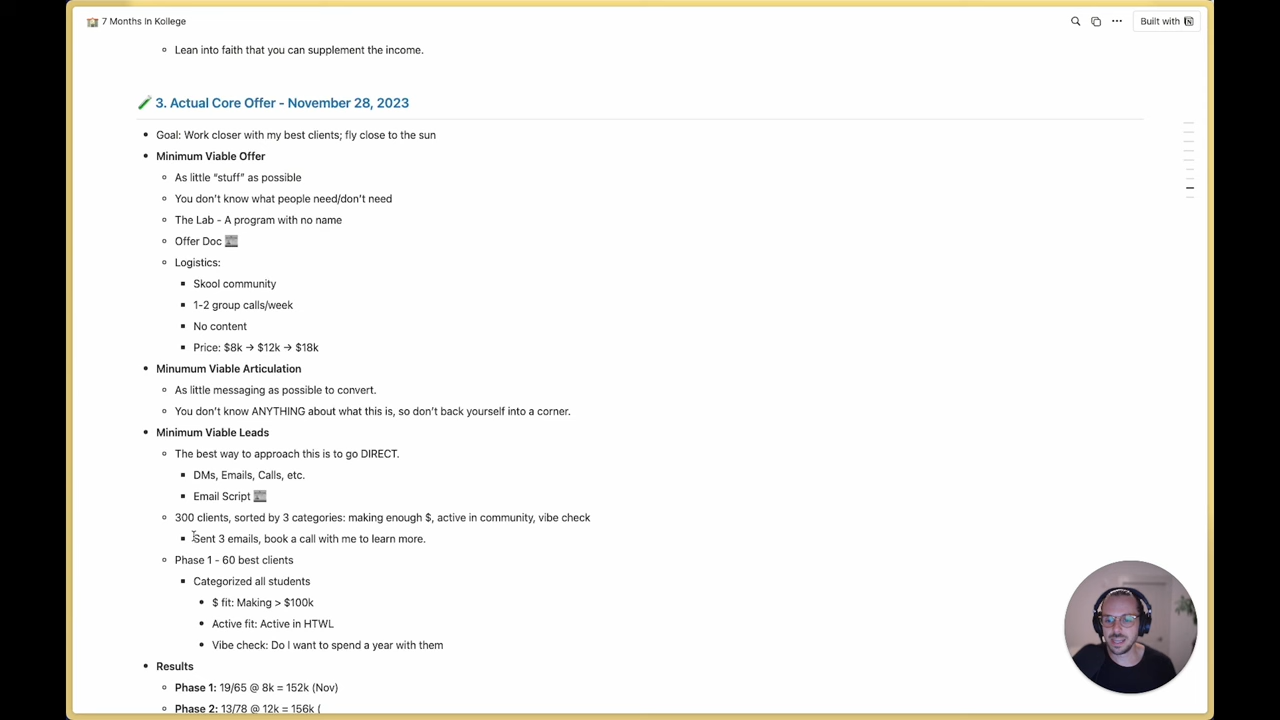 7 Months In Kollege
Built with
Lean into faith that you can supplement the income.
3. Actual Core Offer - November 28, 2023
Goal: Work closer with my best clients; fly close to the sun
Minimum Viable Offer
As little “stuff” as possible
You don't know what people need/don't need
The Lab - A program with no name
Offer Doc
Logistics:
Skool community
1-2 group calls/week
No content
Price: $8k → $12k → $18k
Minumum Viable Articulation
As little messaging as possible to convert.
You don't know ANYTHING about what this is, so don't back yourself into a corner.
Minimum Viable Leads
The best way to approach this is to go DIRECT.
DMs, Emails, Calls, etc.
Email Script
300 clients, sorted by 3 categories: making enough $, active in community, vibe check
Sent 3 emails, book a call with me to learn more.
Phase 1 - 60 best clients
Categorized all students
$ fit: Making > $100k
Active fit: Active in HTWL
Vibe check: Do I want to spend a year with them
Results
Phase 1: 19/65 @ 8k = 152k (Nov)
Phase 2: 13/78 @ 12k = 156k (